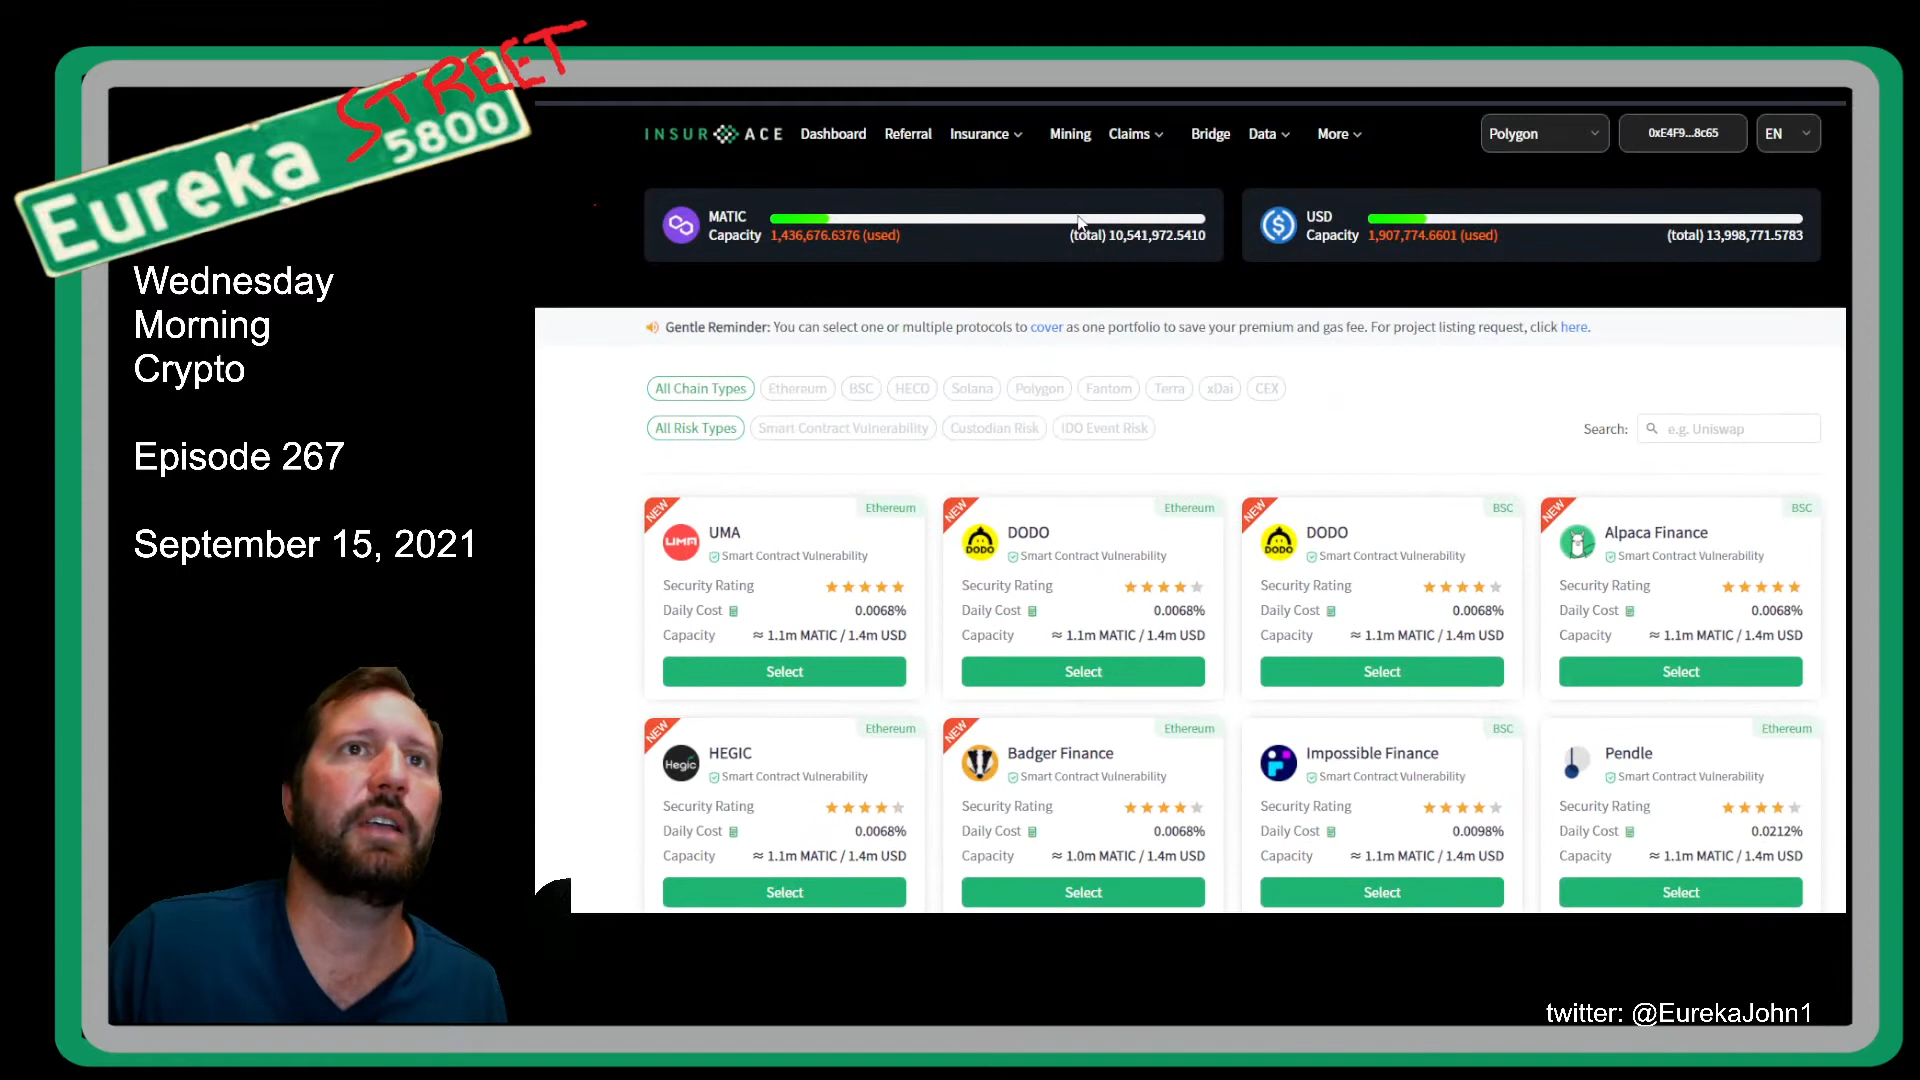 Eureka STREET
5800
Wednesday
Morning
Crypto
Episode 267
September 15, 2021
INSUR ACE Dashboard Referral Insurance Mining Claims Bridge Data More Polygon 0xE4F9...8c65 EN
MATIC
Capacity 1,436,676.6376 (used) (total) 10,541,972.5410
USD
Capacity 1,907,774.6601 (used) (total) 13,998,771.5783
Gentle Reminder: You can select one or multiple protocols to cover as one portfolio to save your premium and gas fee. For project listing request, click here.
All Chain Types Ethereum BSC HECO Solana Polygon Fantom Terra xDai CEX
All Risk Types Smart Contract Vulnerability Custodian Risk IDO Event Risk
Search: e.g. Uniswap
NEW
Ethereum
UMA
UMA
Smart Contract Vulnerability
Security Rating
Daily Cost 0.0068%
Capacity ≈ 1.1m MATIC / 1.4m USD
Select
NEW
Ethereum
DODO
DODO
Smart Contract Vulnerability
Security Rating
Daily Cost 0.0068%
Capacity ≈ 1.1m MATIC / 1.4m USD
Select
NEW
BSC
DODO
DODO
Smart Contract Vulnerability
Security Rating
Daily Cost 0.0068%
Capacity ≈ 1.1m MATIC / 1.4m USD
Select
NEW
BSC
Alpaca Finance
Smart Contract Vulnerability
Security Rating
Daily Cost 0.0068%
Capacity ≈ 1.1m MATIC / 1.4m USD
Select
NEW
Ethereum
Hegic
HEGIC
Smart Contract Vulnerability
Security Rating
Daily Cost 0.0068%
Capacity ≈ 1.1m MATIC / 1.4m USD
Select
NEW
Ethereum
Badger Finance
Smart Contract Vulnerability
Security Rating
Daily Cost 0.0068%
Capacity ≈ 1.0m MATIC / 1.4m USD
Select
BSC
Impossible Finance
Smart Contract Vulnerability
Security Rating
Daily Cost 0.0098%
Capacity ≈ 1.1m MATIC / 1.4m USD
Select
Ethereum
Pendle
Smart Contract Vulnerability
Security Rating
Daily Cost 0.0212%
Capacity ≈ 1.1m MATIC / 1.4m USD
Select
twitter: @EurekaJohn1